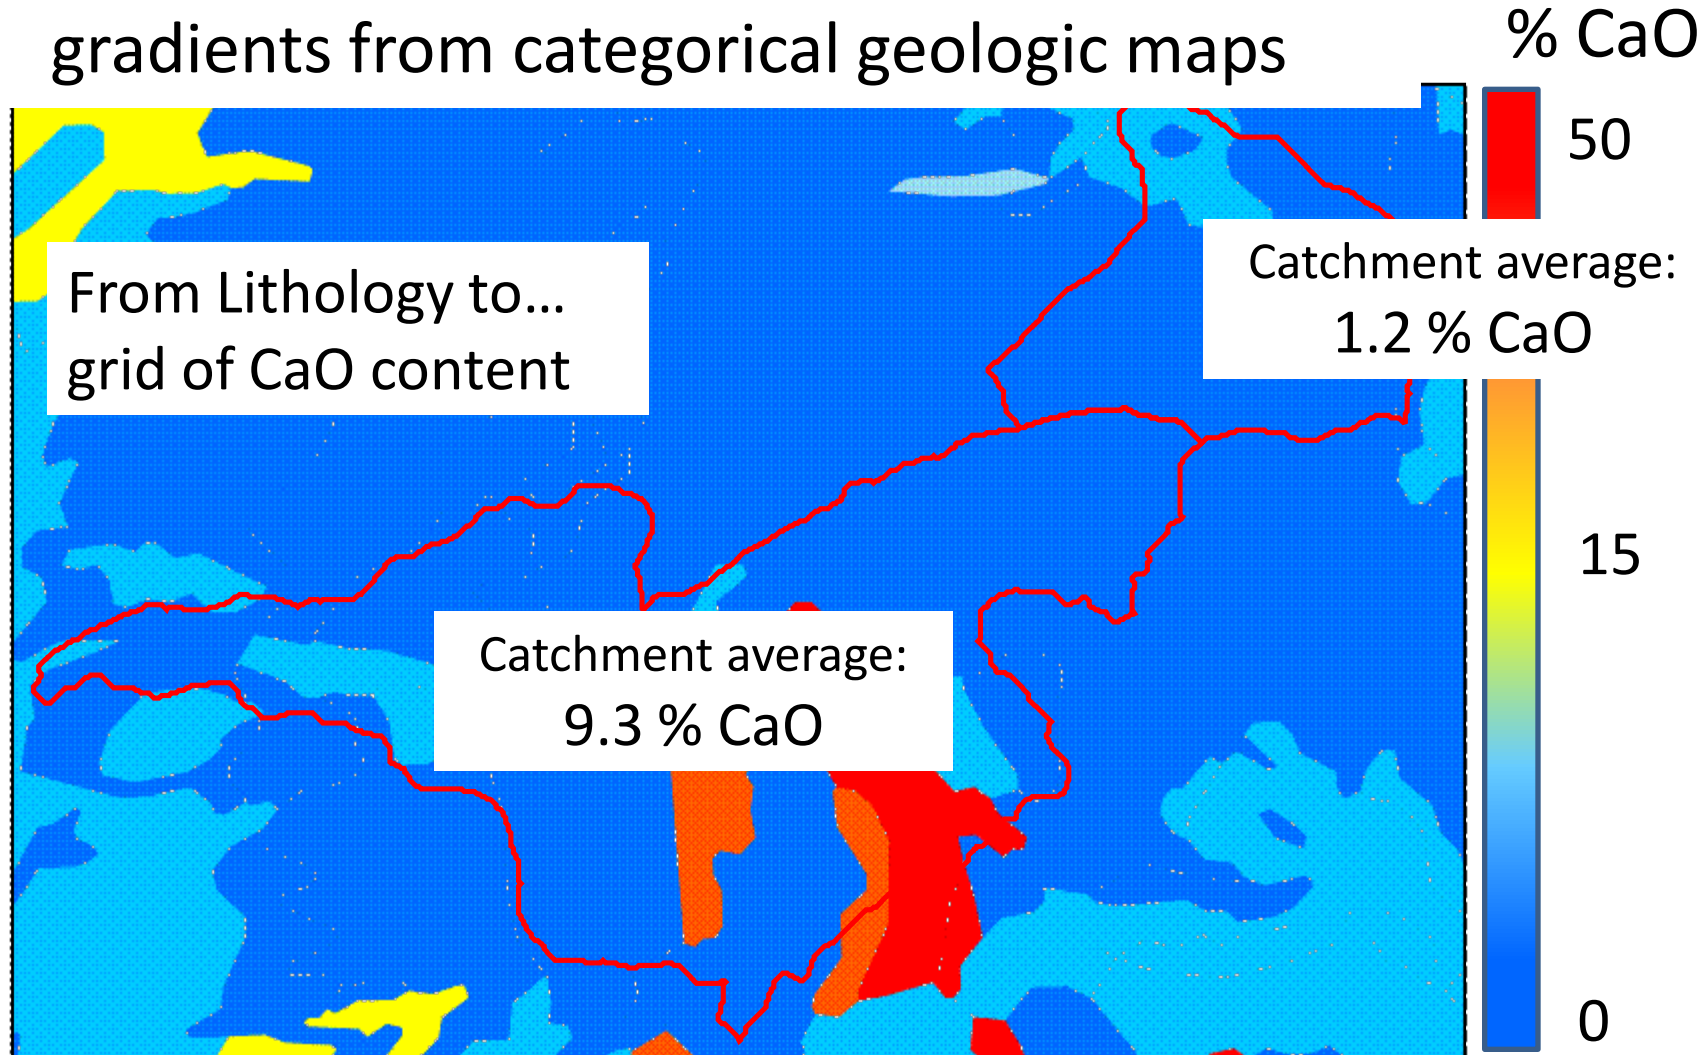 gradients from categorical geologic maps
% CaO
50
From Lithology to…
grid of CaO content
Catchment average:
1.2 % CaO
15
Catchment average:
9.3 % CaO
0